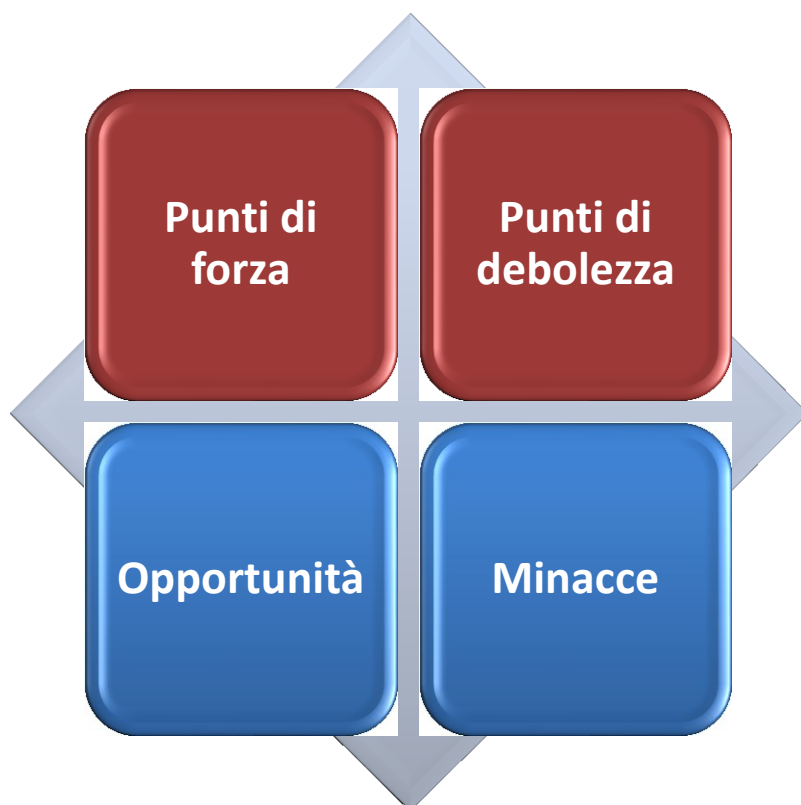 Punti di
forza
Punti di
debolezza
Opportunità
Minacce